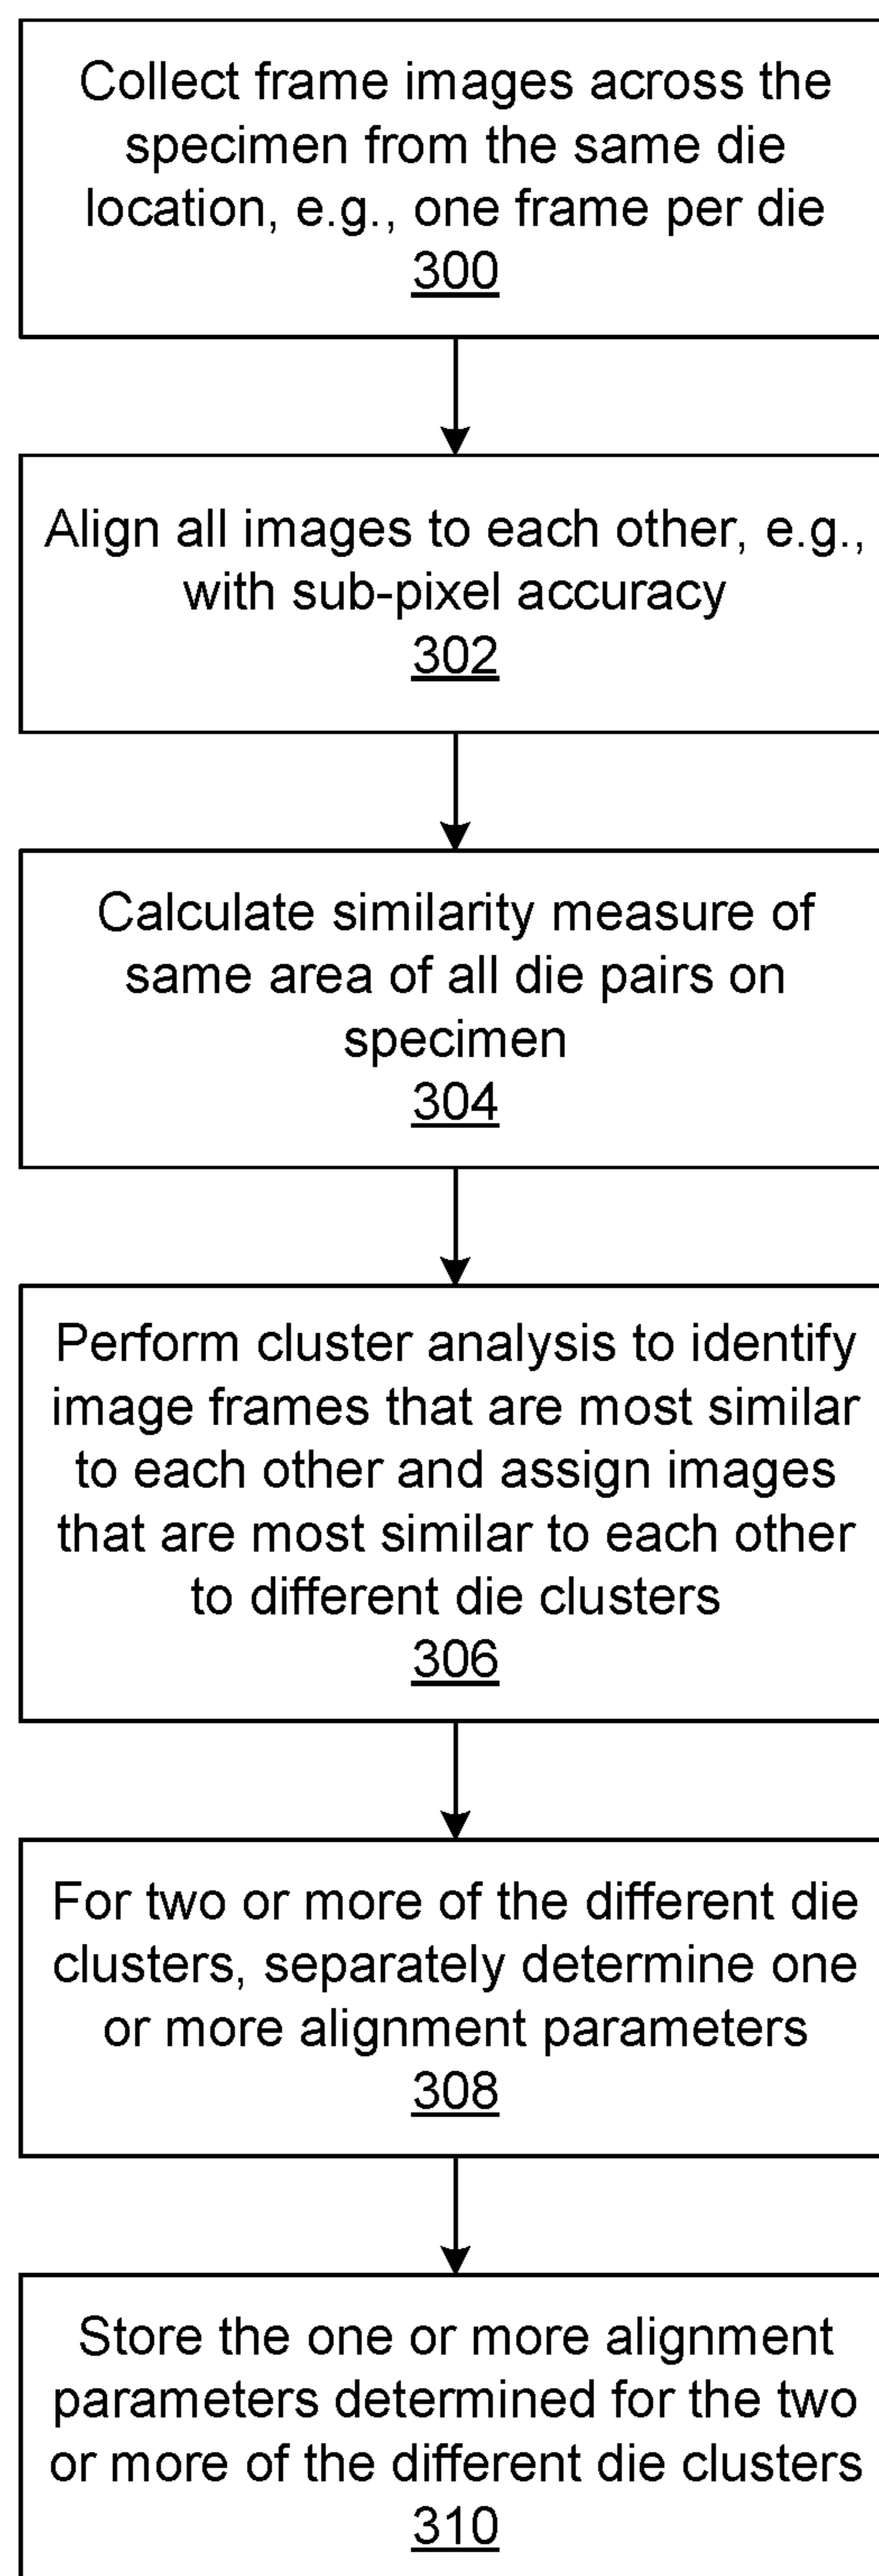 Collect frame images across the
specimen from the same die
location, e.g., one frame per die
300
Align all images to each other, e.g.,
with sub-pixel accuracy
302
Calculate similarity measure of
same area of all die pairs on
specimen
304
Perform cluster analysis to identify
image frames that are most similar
to each other and assign images
that are most similar to each other
to different die clusters
306
For two or more of the different die
clusters, separately determine one
or more alignment parameters
308
Store the one or more alignment
parameters determined for the two
or more of the different die clusters
310